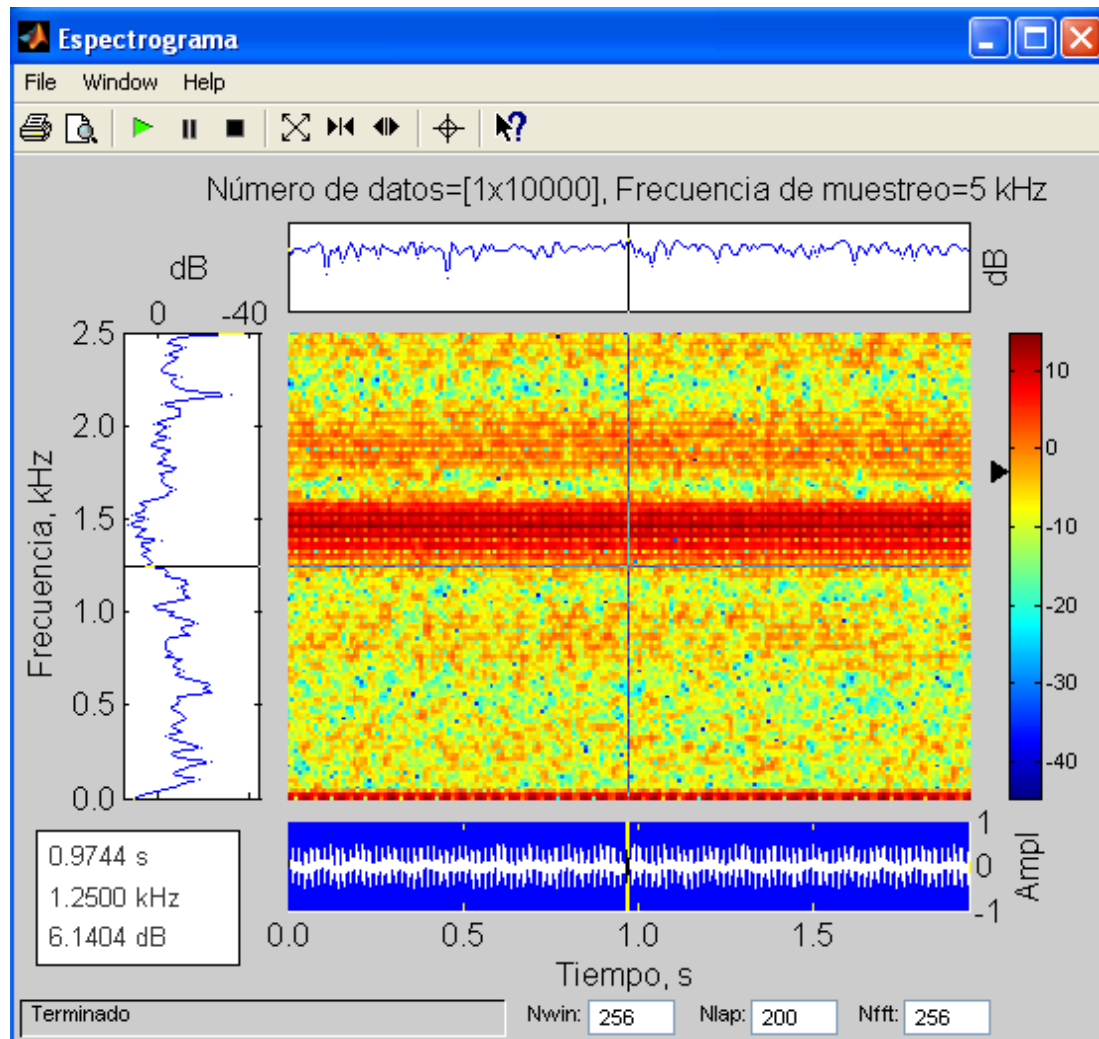 Espectrograma
File Window Help
Número de datos=[1x10000], Frecuencia de muestreo=5 kHz
dB
dB
0 -40
2.5
2.0
1.5
1.0
0.5
0.0
Frecuencia, kHz
10
0
-10
-20
-30
-40
0.9744 s
1.2500 kHz
6.1404 dB
1
0
-1
Ampl
0.0 0.5 1.0 1.5
Tiempo, s
Terminado
Nwin: 256 Nlap: 200 Nfft: 256